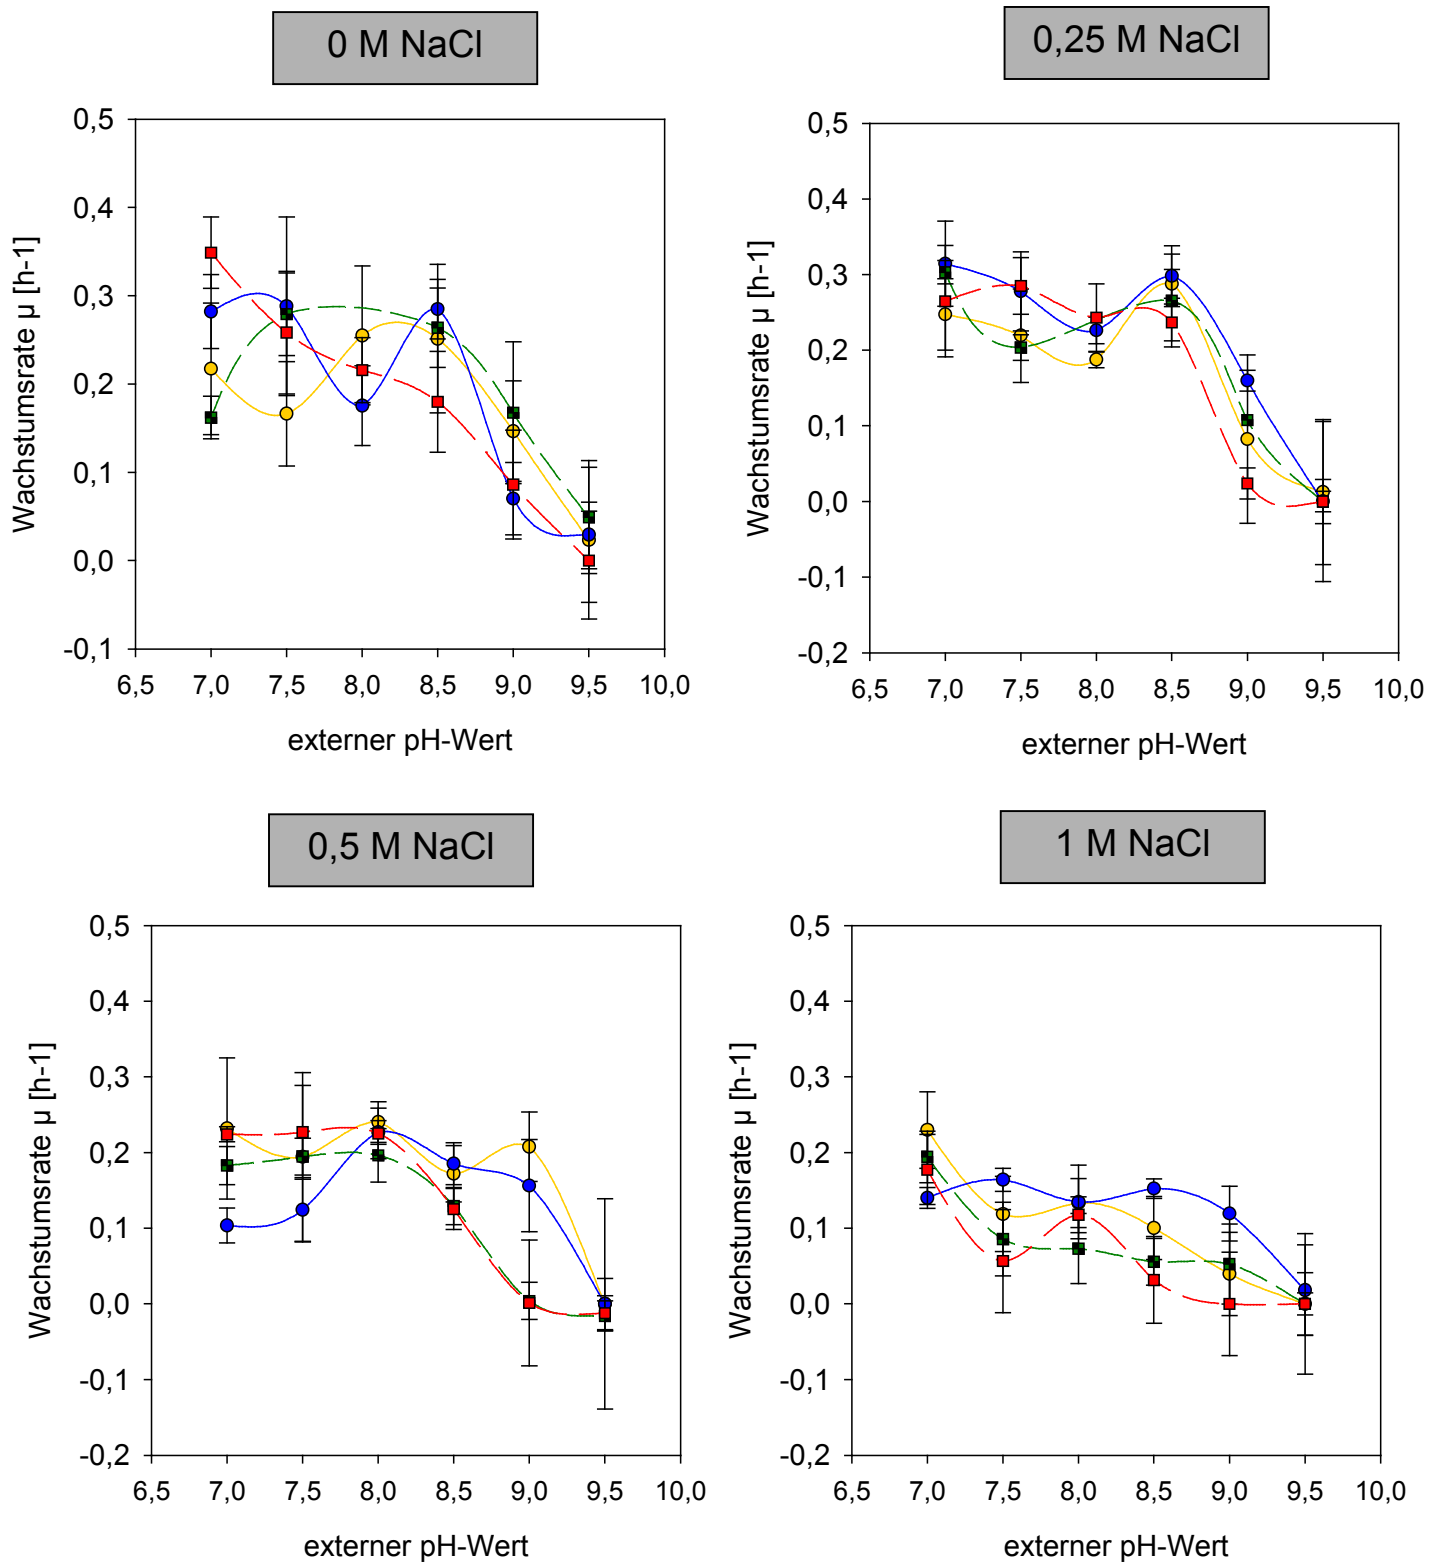 0 M NaCl
0,25 M NaCl
0,5
0,4
0,3
0,2
0,1
0,0
-0,1
Wachstumsrate µ [h-1]
6,5 7,0 7,5 8,0 8,5 9,0 9,5 10,0
externer pH-Wert
0,5
0,4
0,3
0,2
0,1
0,0
-0,1
-0,2
Wachstumsrate µ [h-1]
6,5 7,0 7,5 8,0 8,5 9,0 9,5 10,0
externer pH-Wert
0,5 M NaCl
1 M NaCl
0,5
0,4
0,3
0,2
0,1
0,0
-0,1
-0,2
Wachstumsrate µ [h-1]
6,5 7,0 7,5 8,0 8,5 9,0 9,5 10,0
externer pH-Wert
0,5
0,4
0,3
0,2
0,1
0,0
-0,1
-0,2
Wachstumsrate µ [h-1]
6,5 7,0 7,5 8,0 8,5 9,0 9,5 10,0
externer pH-Wert